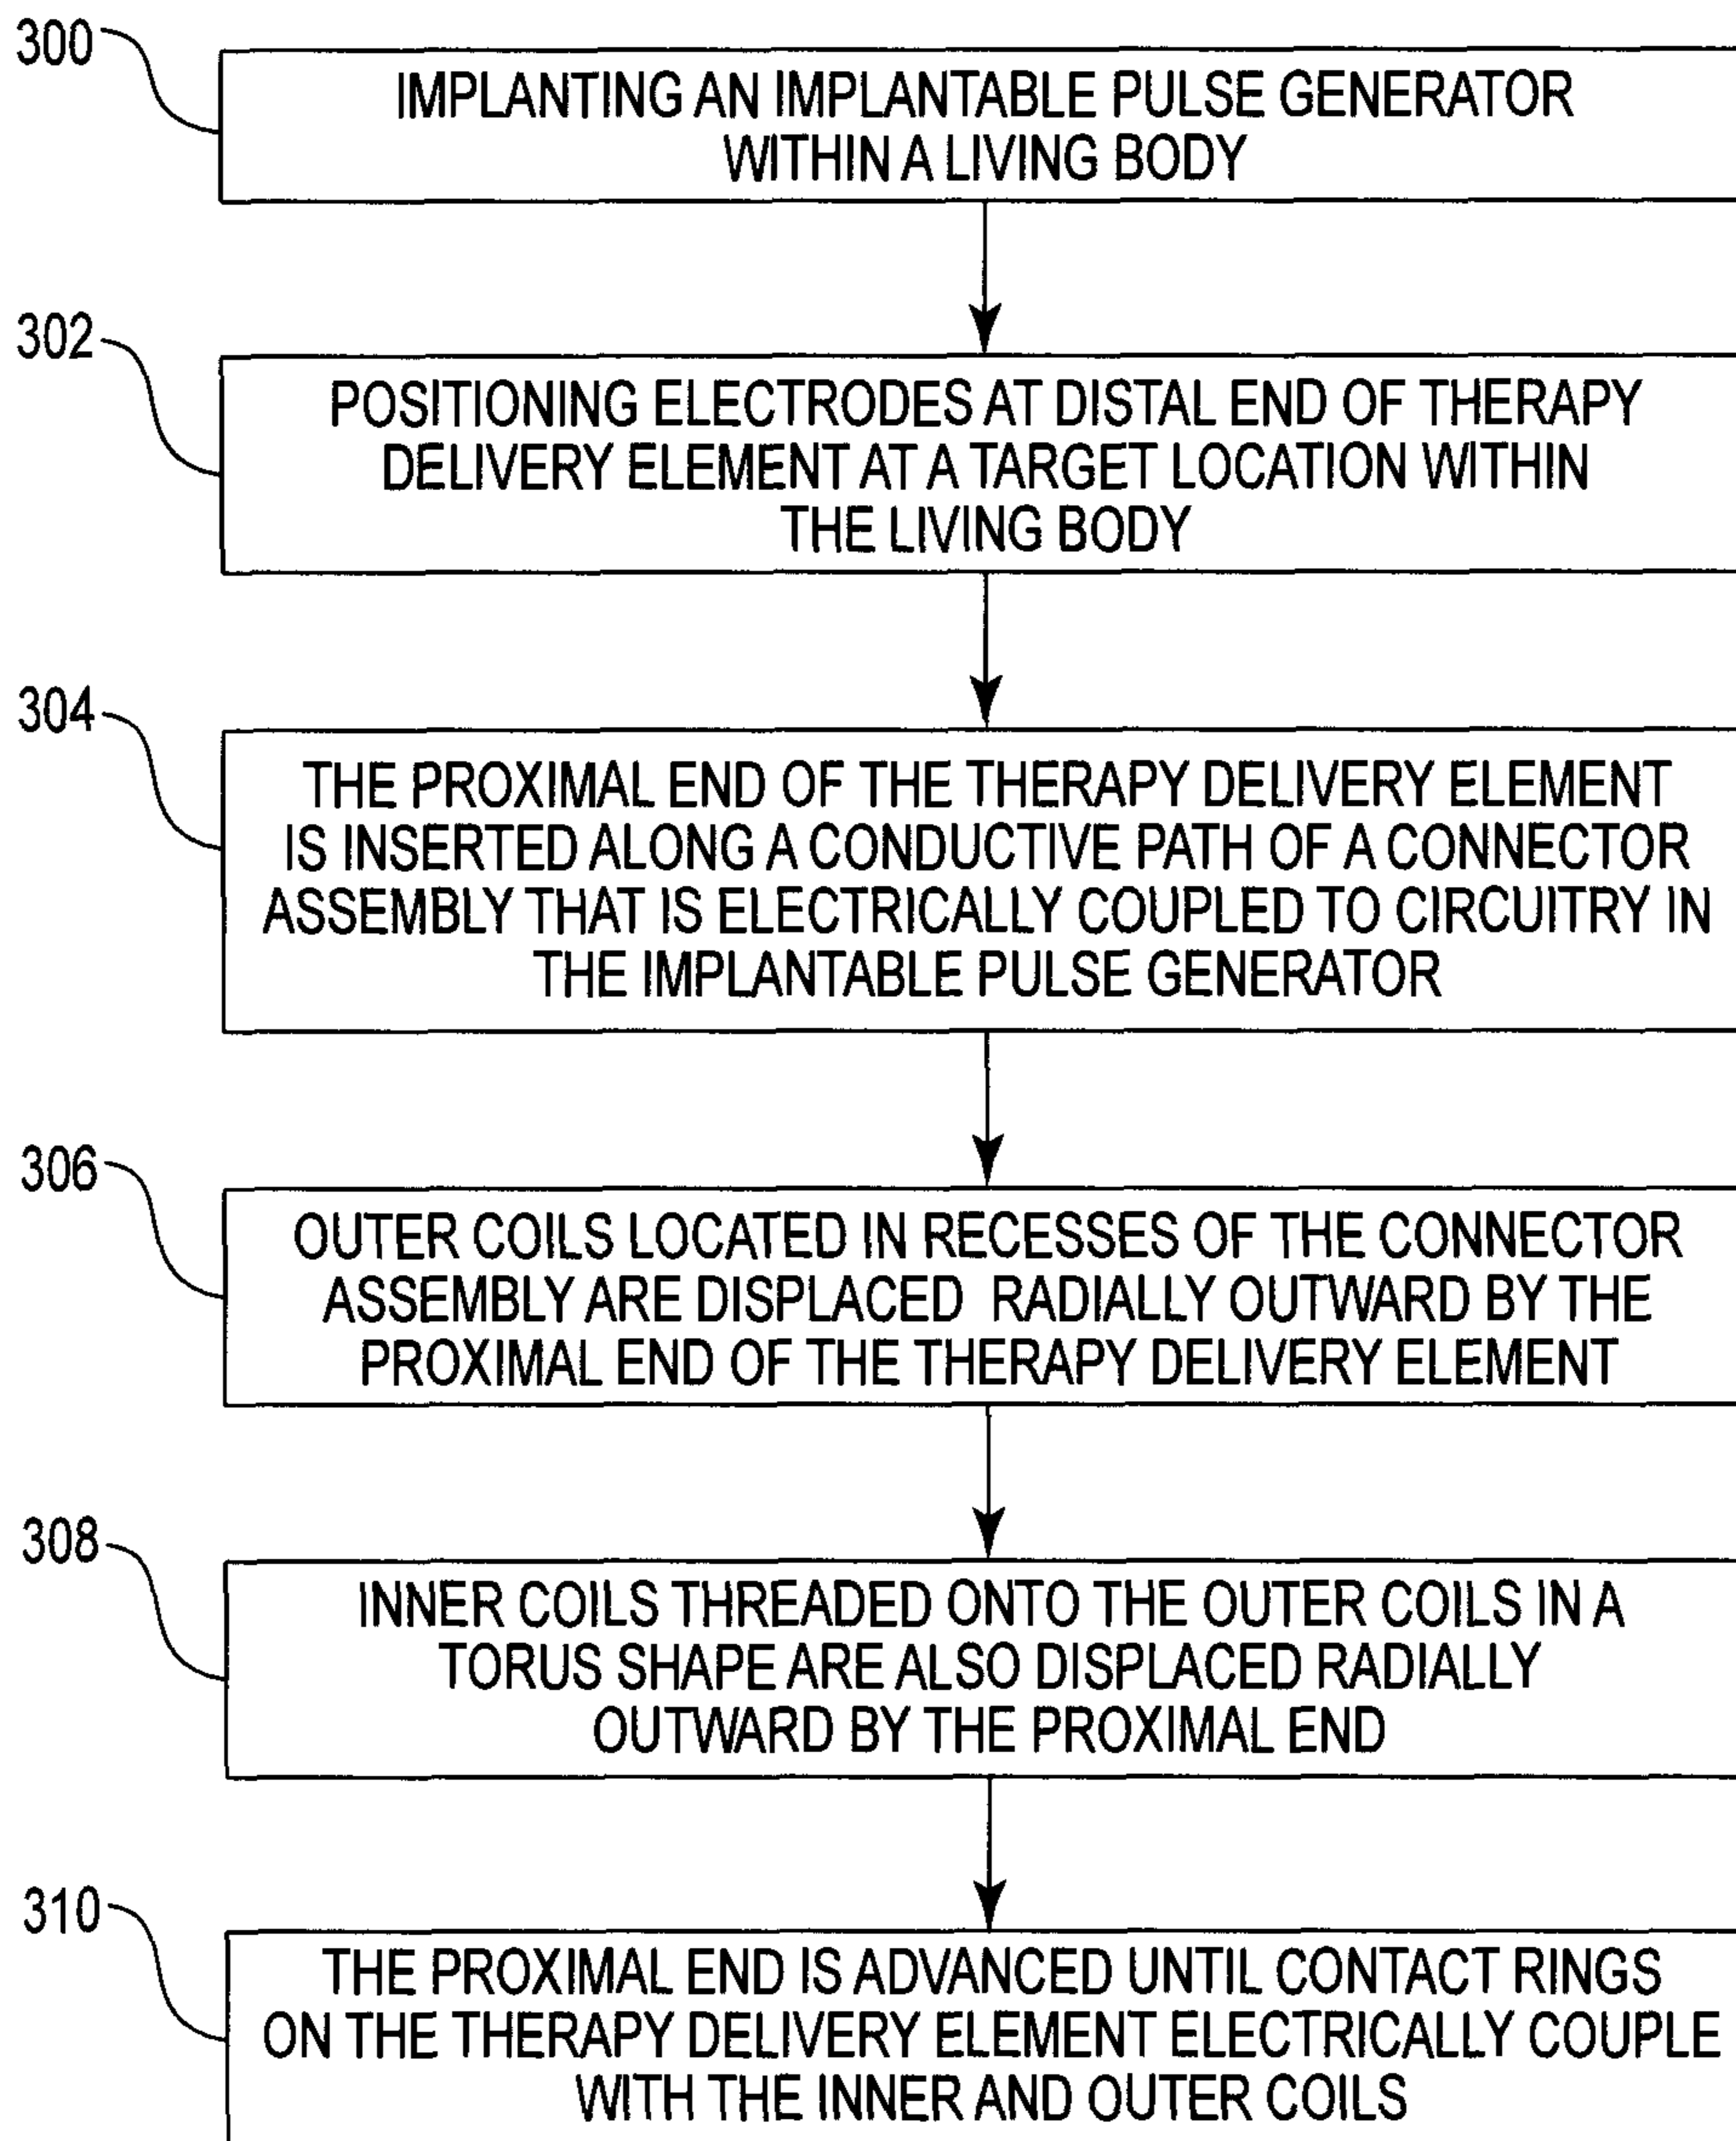 300
IMPLANTING AN IMPLANTABLE PULSE GENERATOR
WITHIN A LIVING BODY
302
POSITIONING ELECTRODES AT DISTAL END OF THERAPY
DELIVERY ELEMENT AT A TARGET LOCATION WITHIN
THE LIVING BODY
304
THE PROXIMAL END OF THE THERAPY DELIVERY ELEMENT
IS INSERTED ALONG A CONDUCTIVE PATH OF A CONNECTOR
ASSEMBLY THAT IS ELECTRICALLY COUPLED TO CIRCUITRY IN
THE IMPLANTABLE PULSE GENERATOR
306
OUTER COILS LOCATED IN RECESSES OF THE CONNECTOR
ASSEMBLY ARE DISPLACED RADIALLY OUTWARD BY THE
PROXIMAL END OF THE THERAPY DELIVERY ELEMENT
308
INNER COILS THREADED ONTO THE OUTER COILS IN A
TORUS SHAPE ARE ALSO DISPLACED RADIALLY
OUTWARD BY THE PROXIMAL END
310
THE PROXIMAL END IS ADVANCED UNTIL CONTACT RINGS
ON THE THERAPY DELIVERY ELEMENT ELECTRICALLY COUPLE
WITH THE INNER AND OUTER COILS